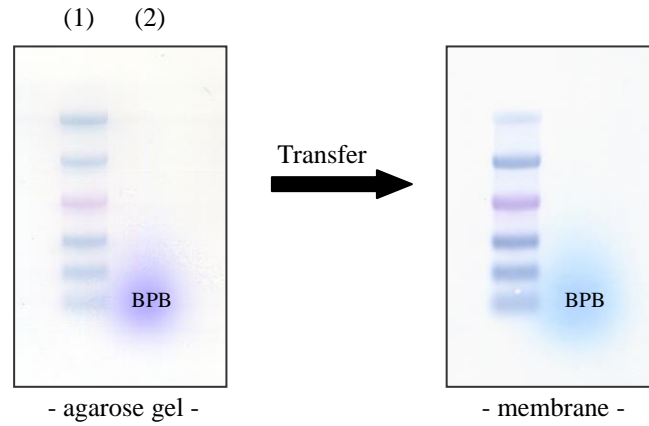 (1) (2)
Transfer
BPB
BPB
- agarose gel -
- membrane -